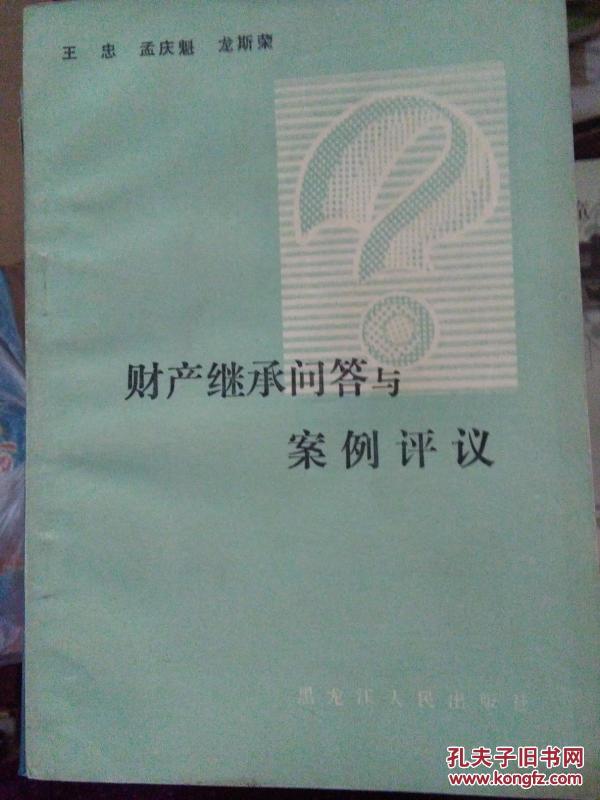 王忠 孟庆魁 龙斯荣
财产继承问答与
案例评议
黑龙江人民出版社
孔夫子旧书网
www.kongfz.com